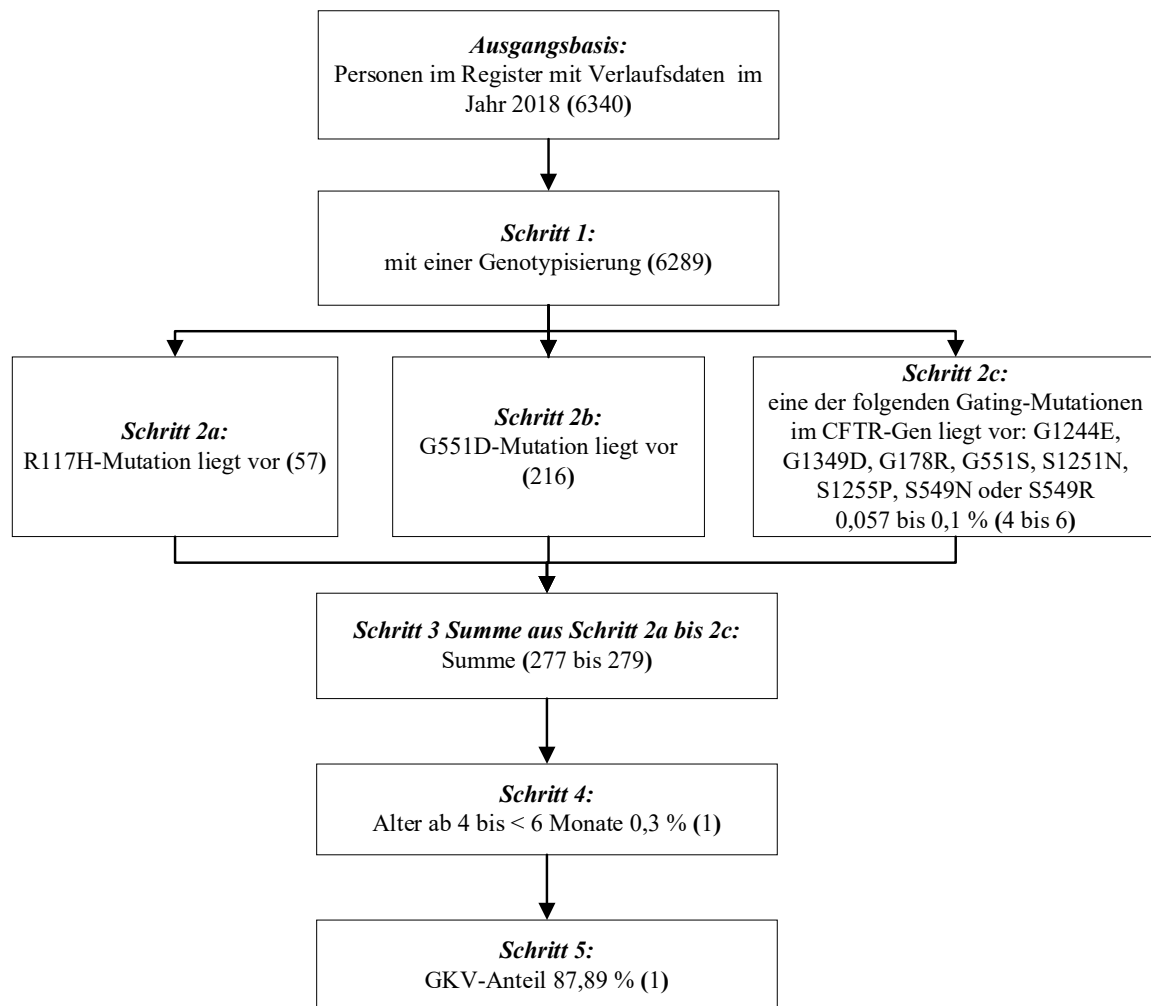 Ausgangsbasis:
Personen im Register mit Verlaufsdaten im
Jahr 2018 (6340)
Schritt 1:
mit einer Genotypisierung (6289)
Schritt 2a:
R117H-Mutation liegt vor (57)
Schritt 2b:
G551D-Mutation liegt vor
(216)
Schritt 2c:
eine der folgenden Gating-Mutationen
im CFTR-Gen liegt vor: G1244E,
G1349D, G178R, G551S, S1251N,
S1255P, S549N oder S549R
0,057 bis 0,1 % (4 bis 6)
Schritt 3 Summe aus Schritt 2a bis 2c:
Summe (277 bis 279)
Schritt 4:
Alter ab 4 bis < 6 Monate 0,3 % (1)
Schritt 5:
GKV-Anteil 87,89 % (1)